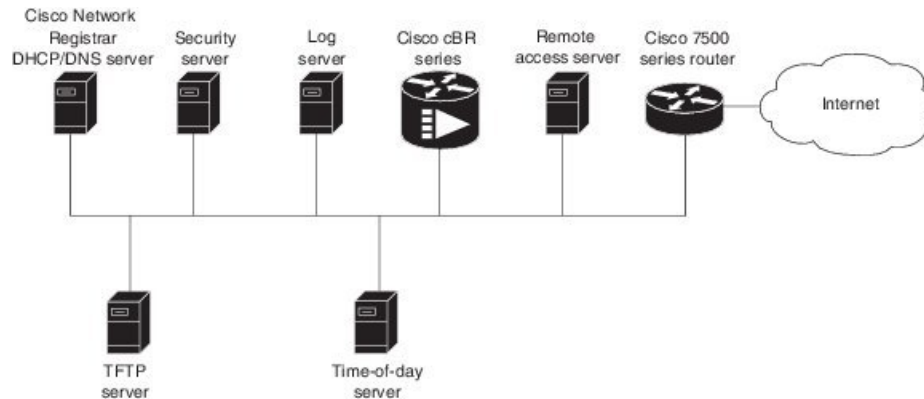 Cisco Network
Registrar
DHCP/DNS server
Security
server
Log
server
Cisco cBR
series
Remote
access server
Cisco 7500
series router
Internet
TFTP
server
Time-of-day
server